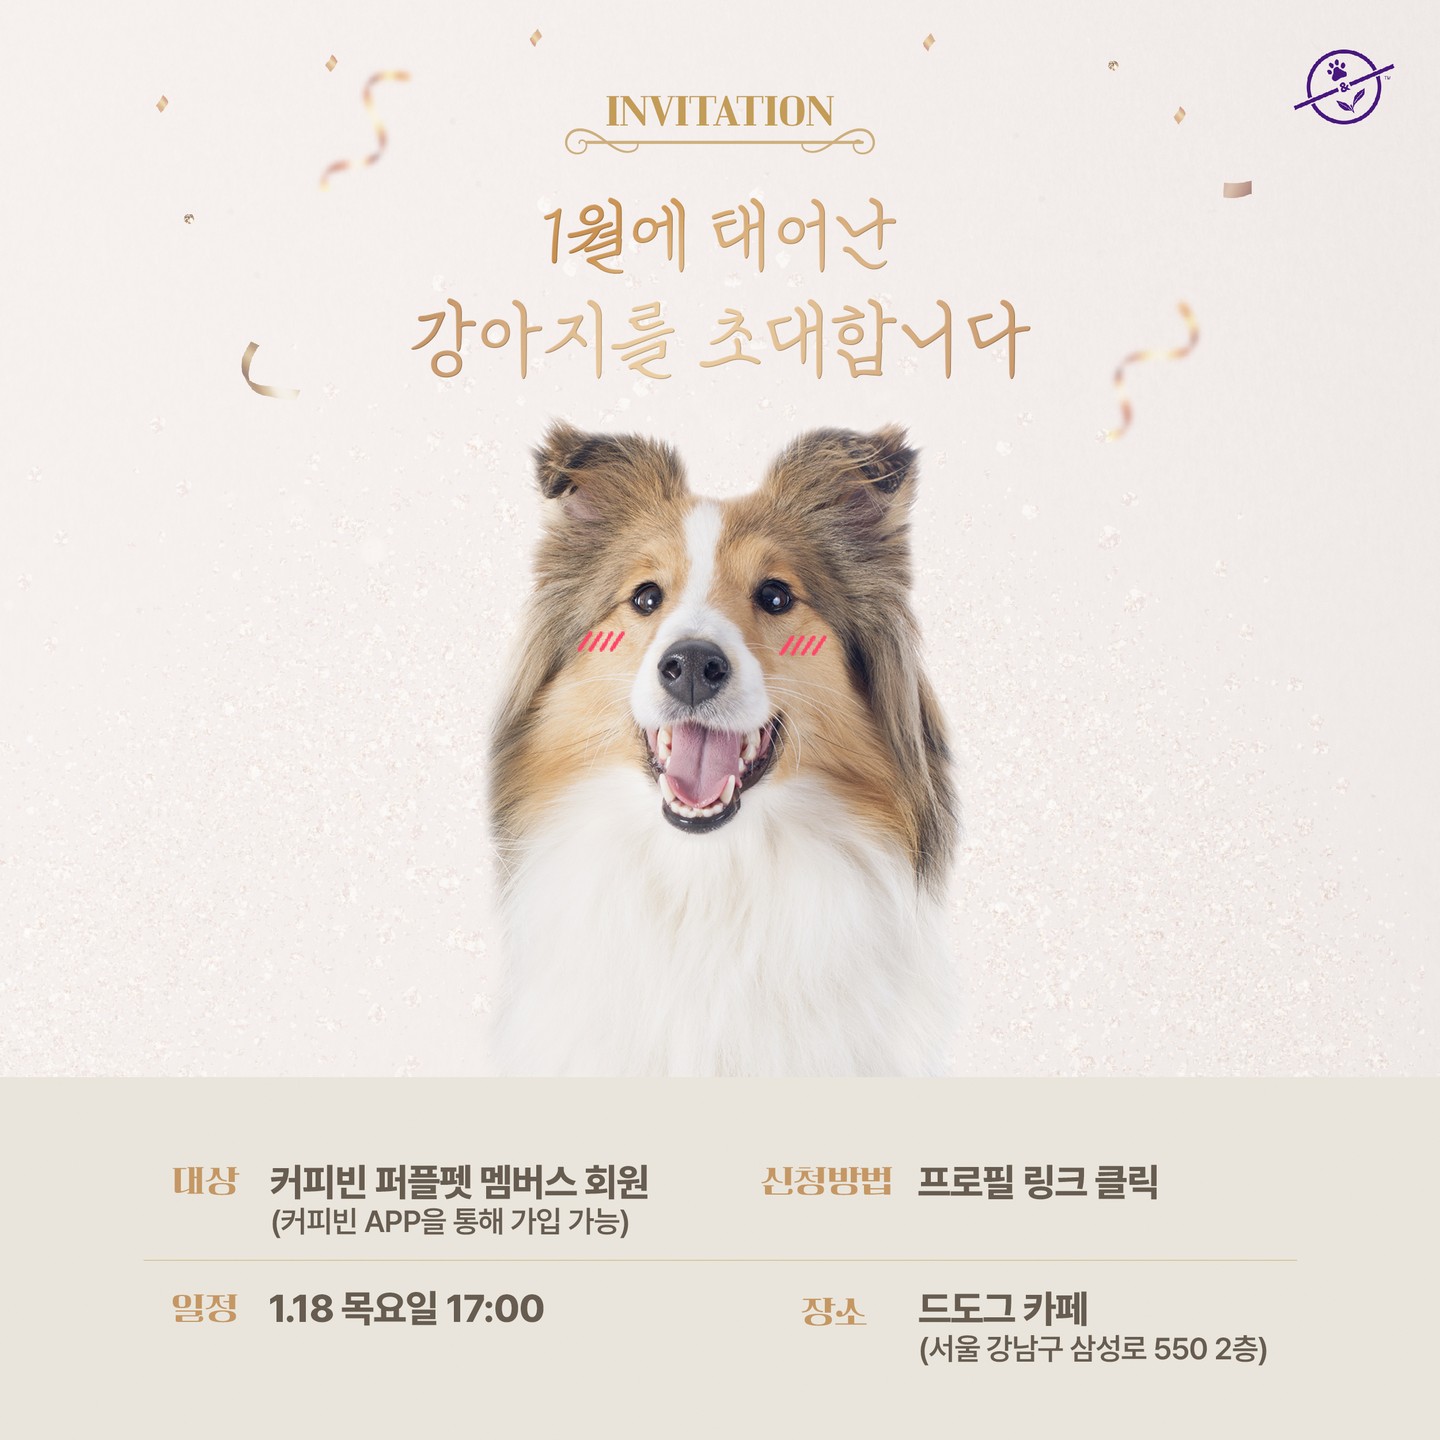 INVITATION
1월에 태어난
강아지를 초대합니다
&
TM
대상 커피빈 퍼플펫 멤버스 회원
(커피빈 APP을 통해 가입 가능)
신청방법 프로필 링크 클릭
일정 1.18 목요일 17:00
장소 드도그 카페
(서울 강남구 삼성로 550 2층)